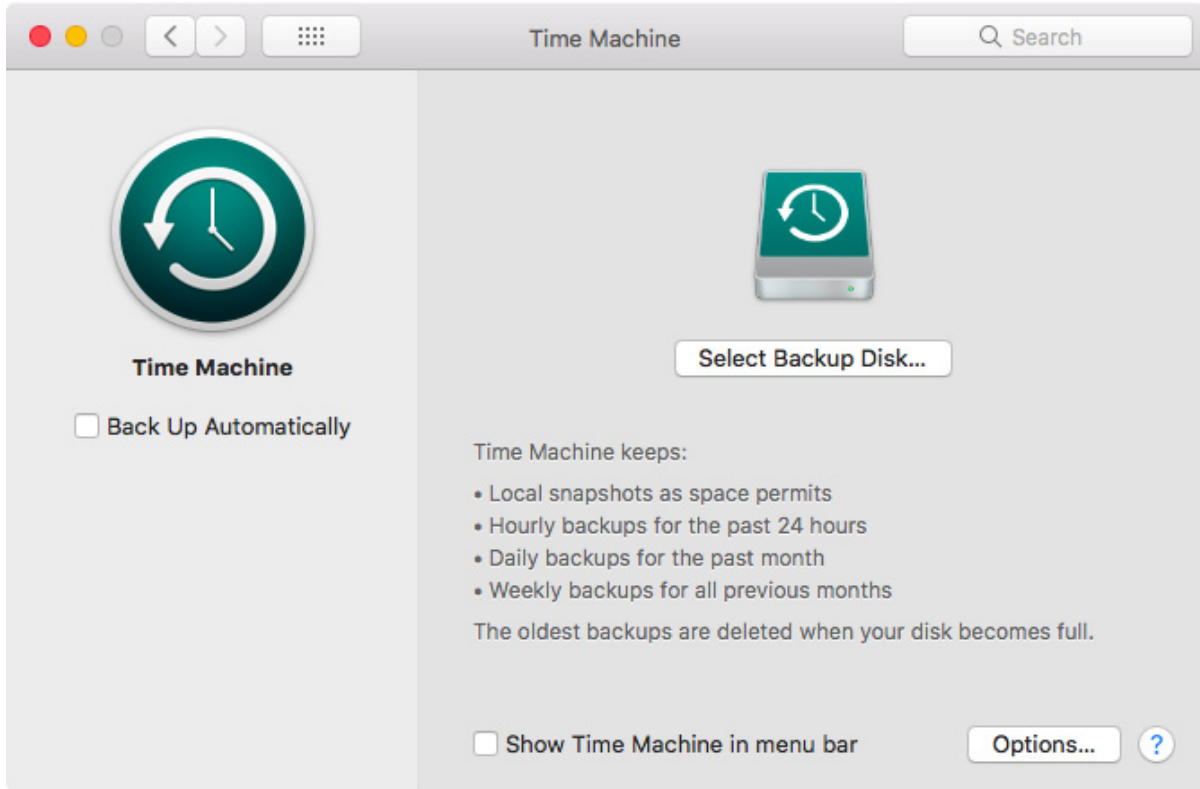 Time Machine
Search
Time Machine
Back Up Automatically
Select Backup Disk...
Time Machine keeps:
• Local snapshots as space permits
• Hourly backups for the past 24 hours
• Daily backups for the past month
• Weekly backups for all previous months
The oldest backups are deleted when your disk becomes full.
Show Time Machine in menu bar
Options...
?